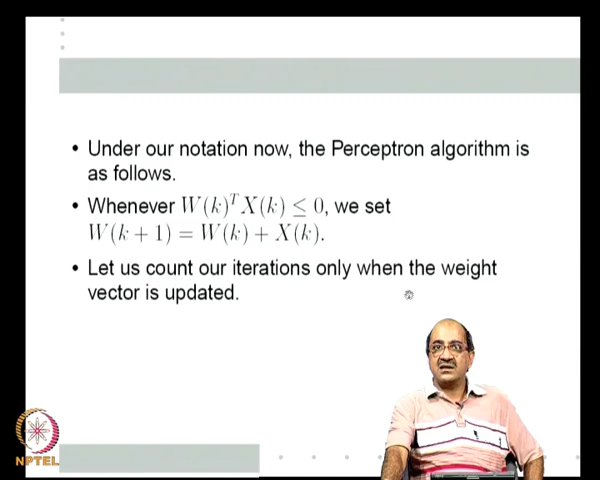 • Under our notation now, the Perceptron algorithm is
as follows.
• Whenever W(k)^T X(k) ≤ 0, we set
W(k + 1) = W(k) + X(k).
• Let us count our iterations only when the weight
vector is updated.
NPTEL